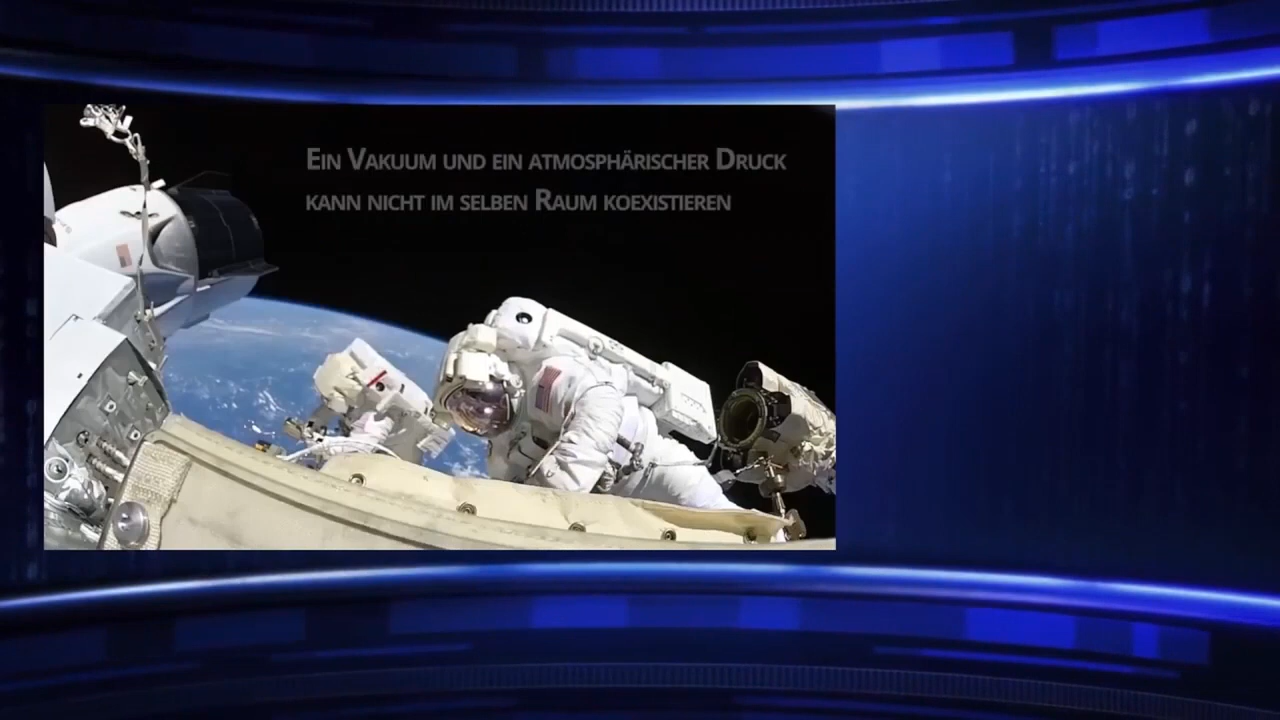 Ein Vakuum und ein atmosphärischer Druck
kann nicht im selben Raum koexistieren